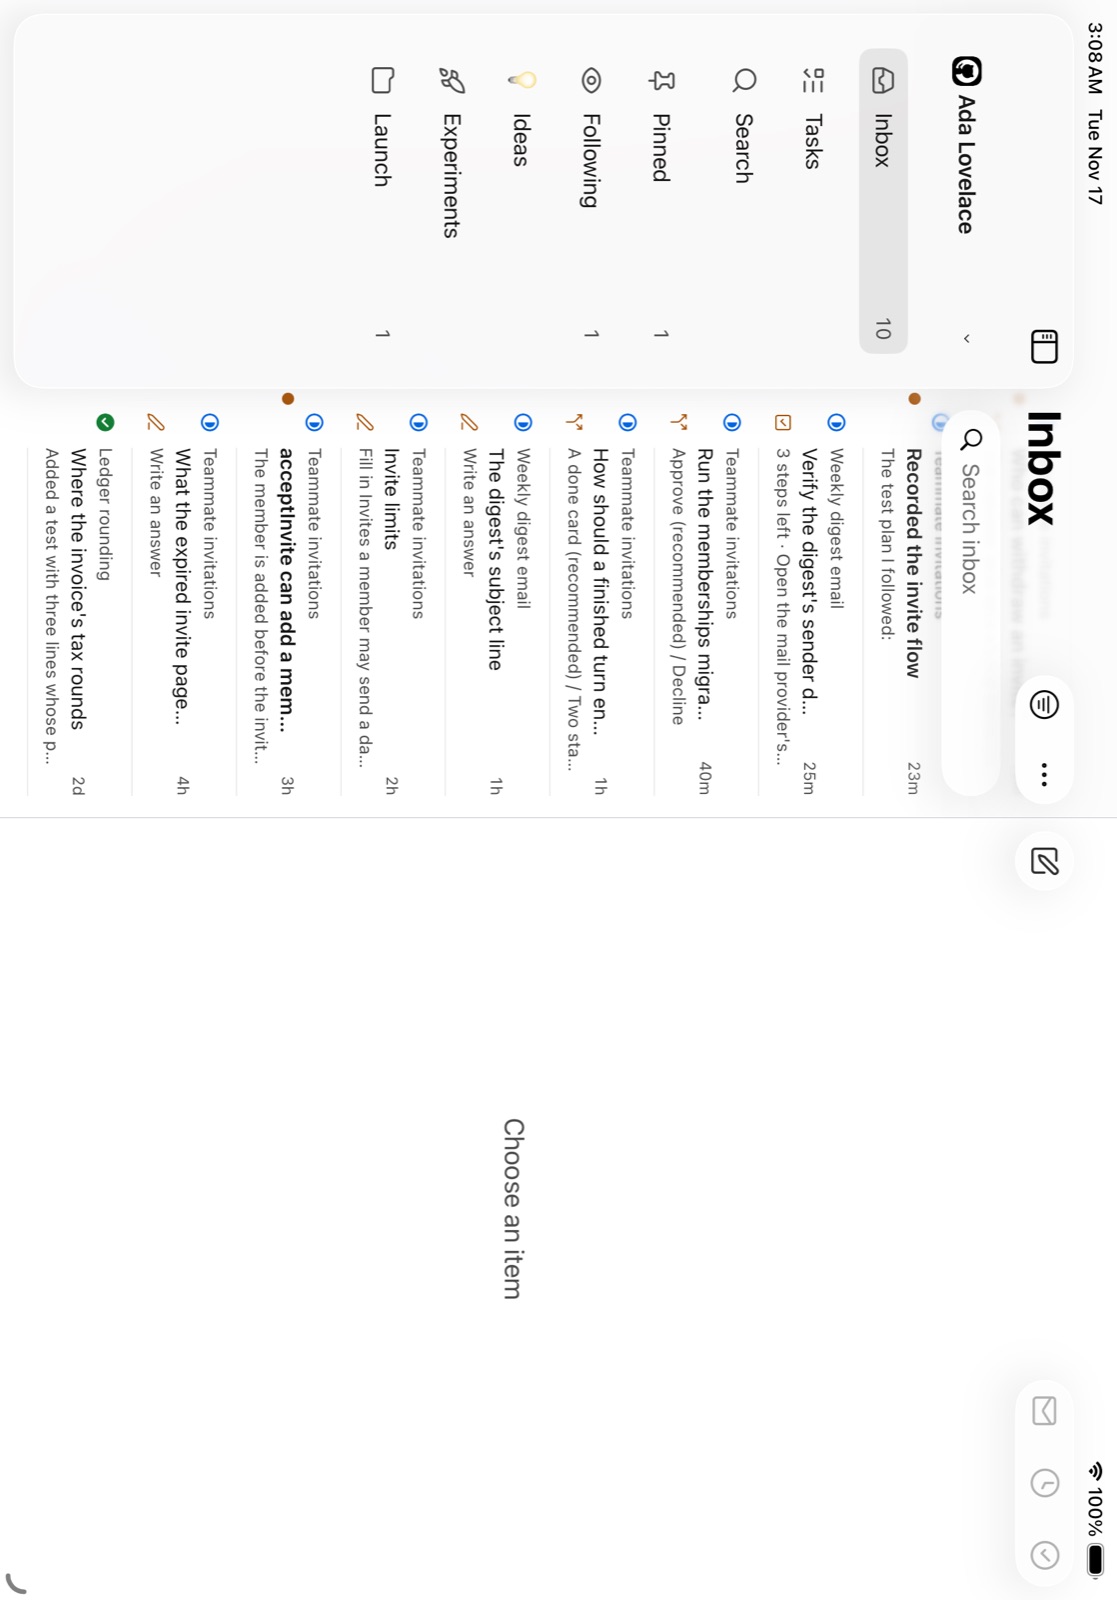 3:08 AM Tue Nov 17
100%
Ada Lovelace
Inbox 10
Tasks
Search
Pinned 1
Following 1
Ideas
Experiments
Launch 1
Inbox
Who can withdraw an invi
Search inbox
Teammate invitations
Recorded the invite flow 23m
The test plan I followed:
Weekly digest email
Verify the digest's sender d... 25m
3 steps left · Open the mail provider's...
Teammate invitations
Run the memberships migra... 40m
Approve (recommended) / Decline
Teammate invitations
How should a finished turn en... 1h
A done card (recommended) / Two sta...
Weekly digest email
The digest's subject line 1h
Write an answer
Teammate invitations
Invite limits 2h
Fill in Invites a member may send a da...
Teammate invitations
acceptInvite can add a mem... 3h
The member is added before the invit...
Teammate invitations
What the expired invite page... 4h
Write an answer
Ledger rounding
Where the invoice's tax rounds 2d
Added a test with three lines whose p...
Choose an item